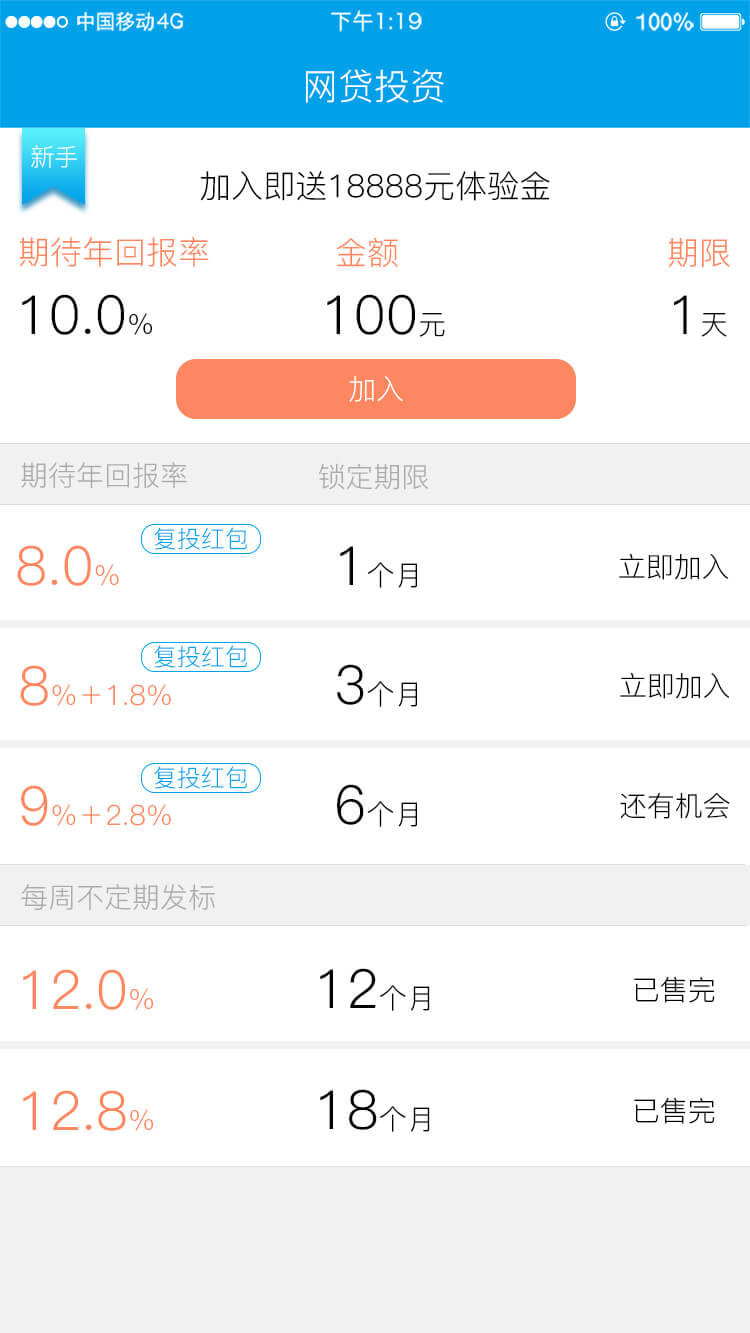 中国移动4G 下午1:19 100%
网贷投资
新手
加入即送18888元体验金
期待年回报率 金额 期限
10.0% 100元 1天
加入
期待年回报率 锁定期限
复投红包
8.0% 1个月 立即加入
复投红包
8%+1.8% 3个月 立即加入
复投红包
9%+2.8% 6个月 还有机会
每周不定期发标
12.0% 12个月 已售完
12.8% 18个月 已售完